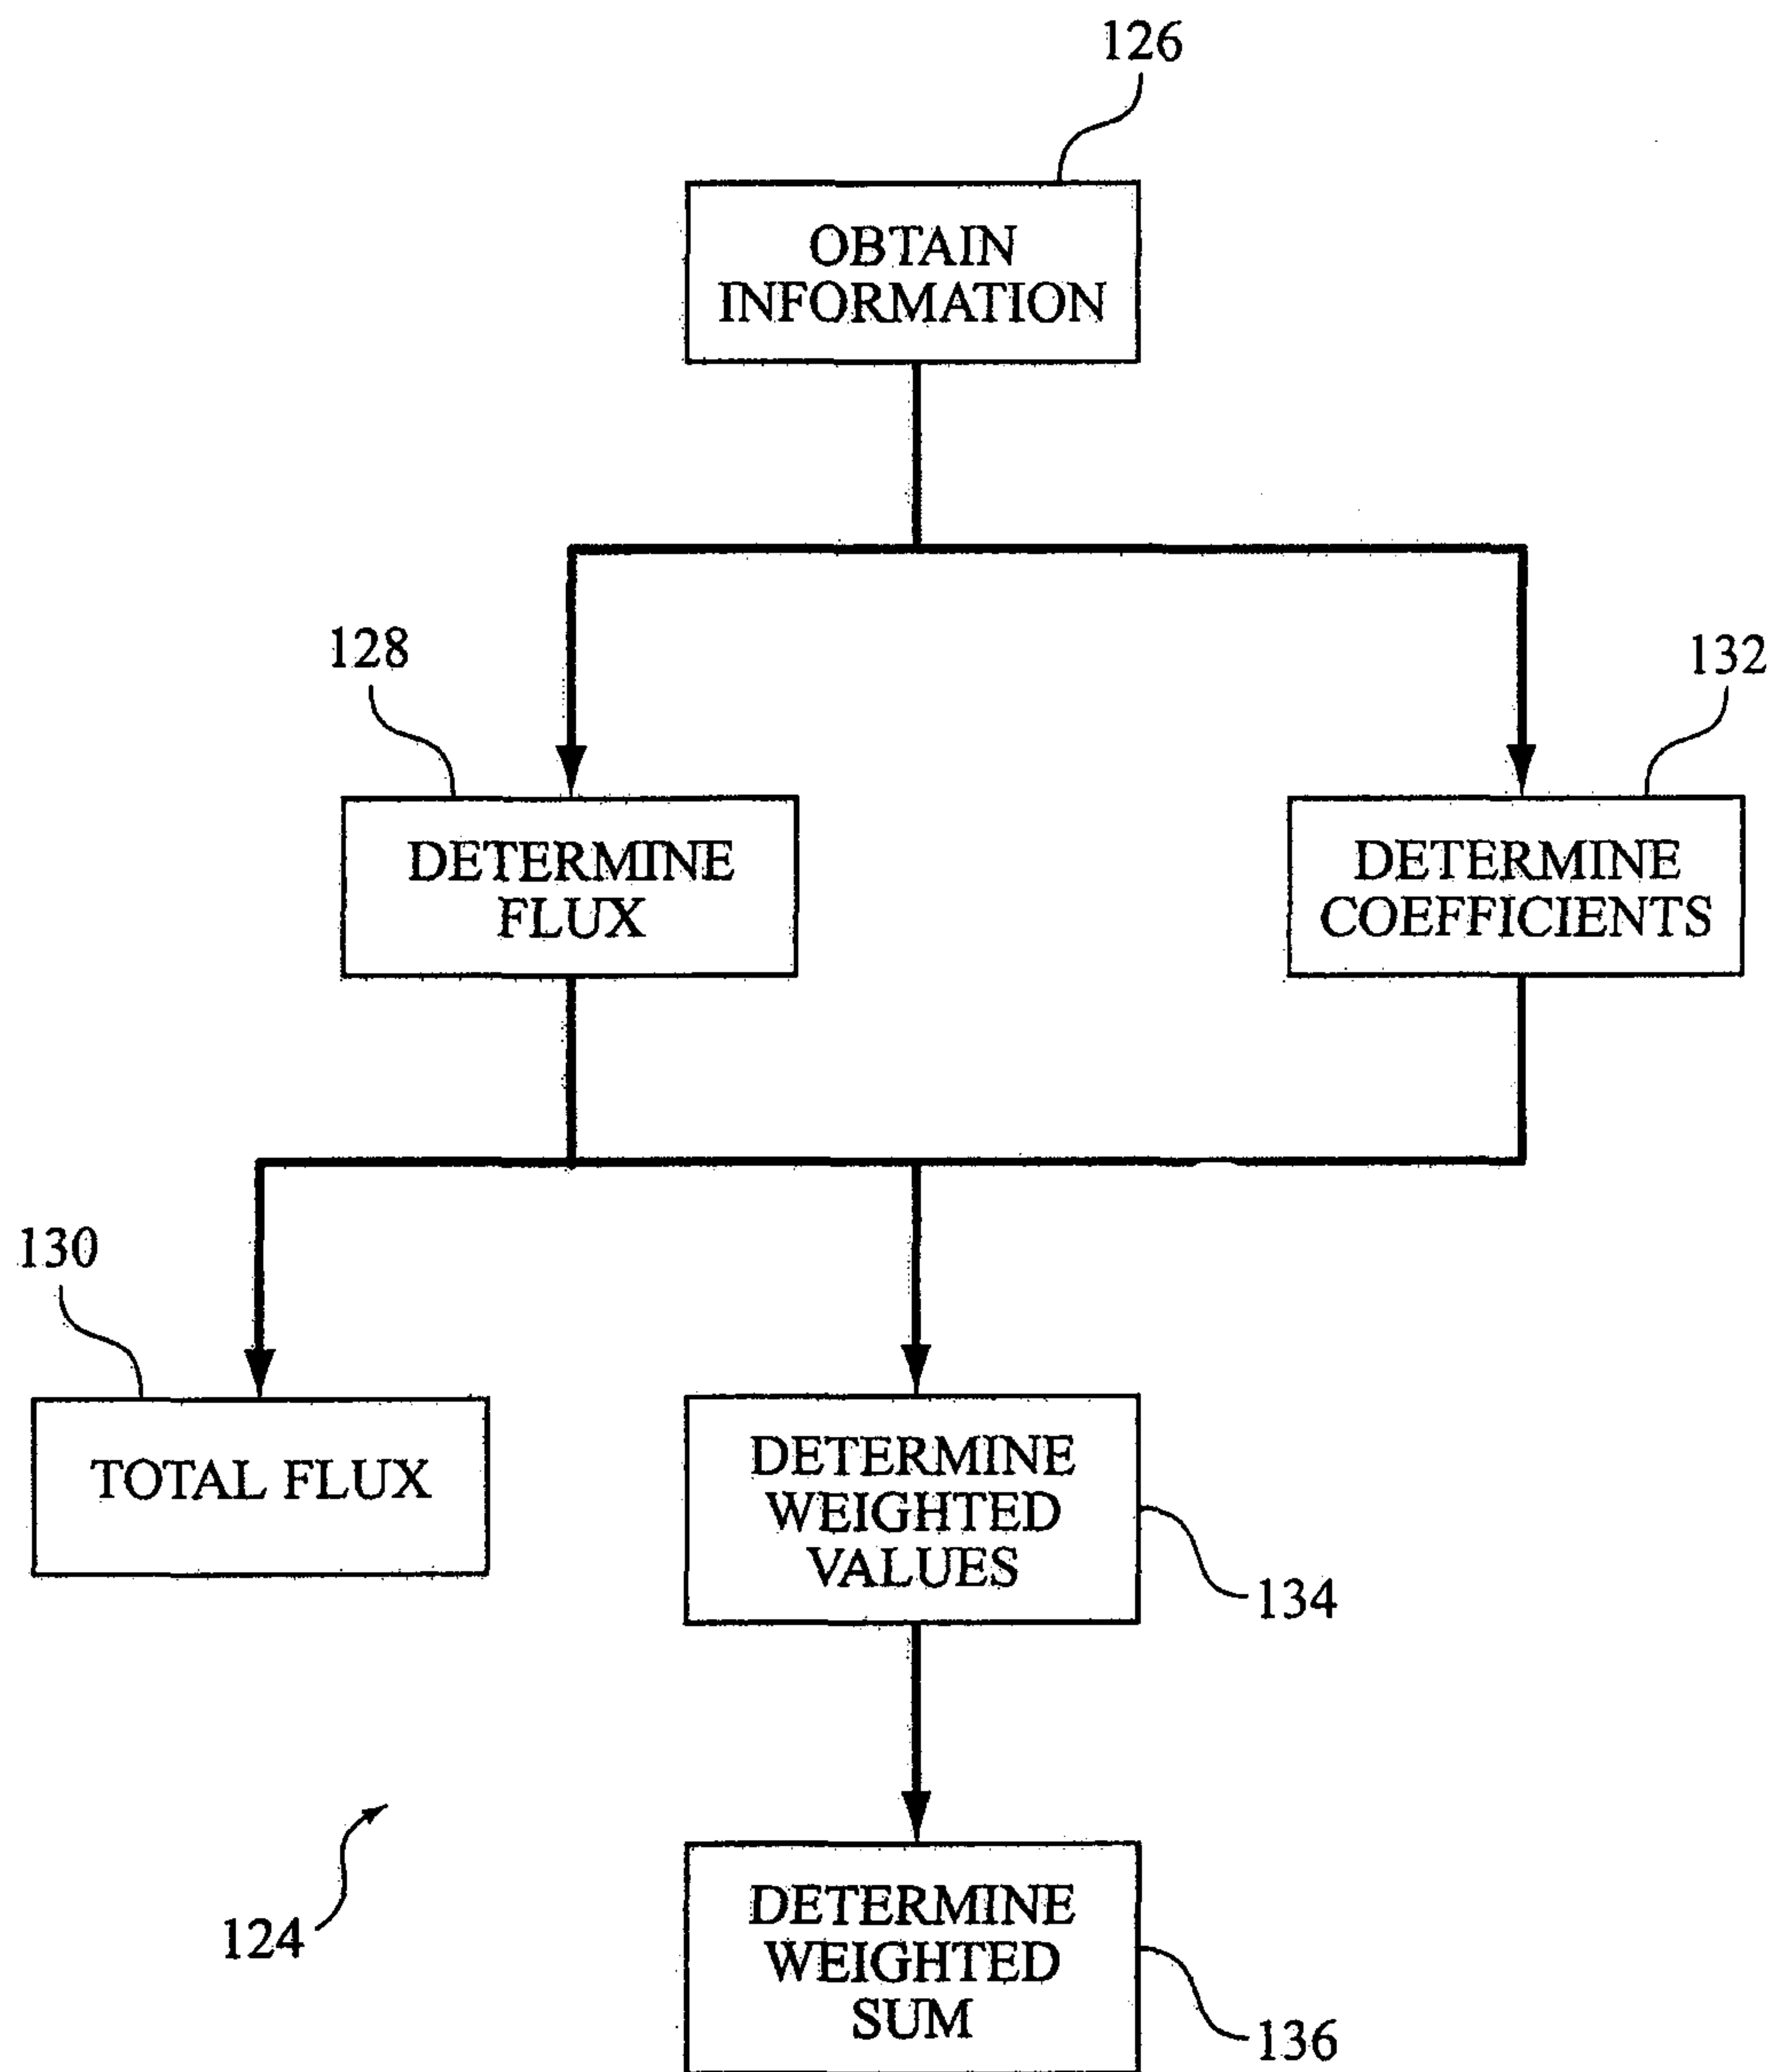 126
OBTAIN
INFORMATION
128
132
DETERMINE
FLUX
DETERMINE
COEFFICIENTS
130
TOTAL FLUX
DETERMINE
WEIGHTED
VALUES
134
124
DETERMINE
WEIGHTED
SUM
136